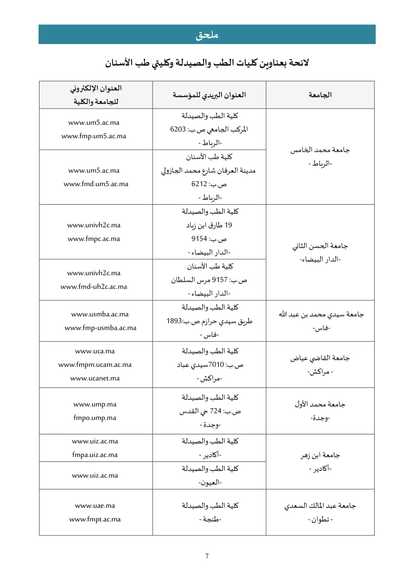 ملحق
لائحة بعناوين كليات الطب والصيدلة وكليتي طب الأسنان
الجامعة
العنوان البريدي للمؤسسة
العنوان الإلكتروني
للجامعة والكلية
جامعة محمد الخامس
-الرباط -
كلية الطب والصيدلة
المركب الجامعي ص ب: 6203
-الرباط -
www.um5.ac.ma
www.fmp.um5.ac.ma
كلية طب الأسنان
مدينة العرفان شارع محمد الجازولي
ص ب: 6212
-الرباط -
www.um5.ac.ma
www.fmd.um5.ac.ma
جامعة الحسن الثاني
-الدار البيضاء-
كلية الطب والصيدلة
19 طارق ابن زياد
ص ب: 9154
-الدار البيضاء -
www.univh2c.ma
www.fmpc.ac.ma
كلية طب الأسنان
ص ب: 9157 مرس السلطان
-الدار البيضاء -
www.univh2c.ma
www.fmd-uh2c.ac.ma
جامعة سيدي محمد بن عبد الله
-فاس-
كلية الطب والصيدلة
طريق سيدي حرازم ص ب:1893
-فاس -
www.usmba.ac.ma
www.fmp-usmba.ac.ma
جامعة القاضي عياض
- مراكش-
كلية الطب والصيدلة
ص ب: 7010سيدي عباد
-مراكش -
www.uca.ma
www.fmpm.ucam.ac.ma
www.ucanet.ma
جامعة محمد الأول
-وجدة-
كلية الطب والصيدلة
ص ب: 724 حي القدس
-وجدة -
www.ump.ma
fmpo.ump.ma
جامعة ابن زهر
-أكادير -
كلية الطب والصيدلة
-أكادير -
www.uiz.ac.ma
fmpa.uiz.ac.ma
كلية الطب والصيدلة
-العيون-
www.uiz.ac.ma
جامعة عبد المالك السعدي
- تطوان -
كلية الطب والصيدلة
-طنجة -
www.uae.ma
www.fmpt.ac.ma
7